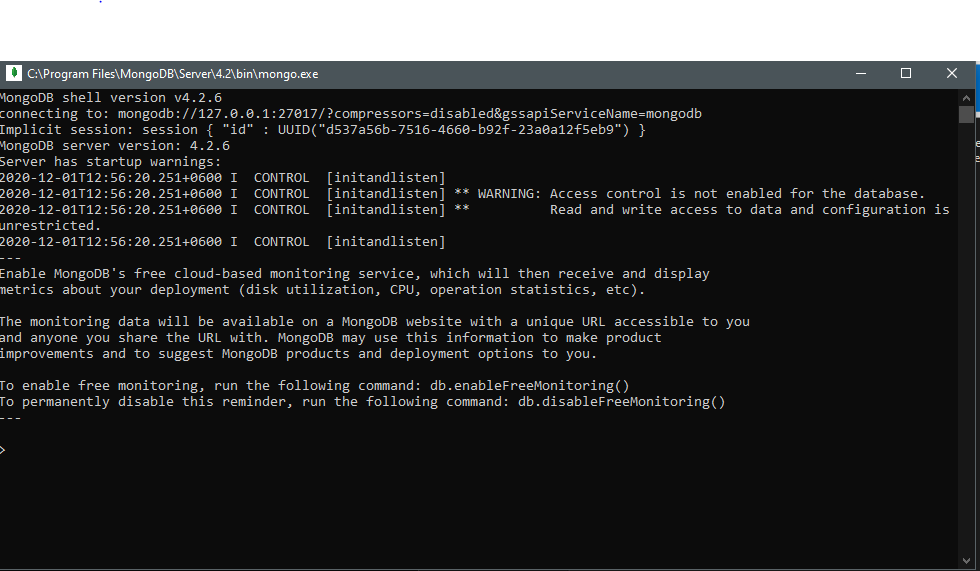 C:\Program Files\MongoDB\Server\4.2\bin\mongo.exe
MongoDB shell version v4.2.6
connecting to: mongodb://127.0.0.1:27017/?compressors=disabled&gssapiServiceName=mongodb
Implicit session: session { "id" : UUID("d537a56b-7516-4660-b92f-23a0a12f5eb9") }
MongoDB server version: 4.2.6
Server has startup warnings:
2020-12-01T12:56:20.251+0600 I  CONTROL  [initandlisten]
2020-12-01T12:56:20.251+0600 I  CONTROL  [initandlisten] ** WARNING: Access control is not enabled for the database.
2020-12-01T12:56:20.251+0600 I  CONTROL  [initandlisten] **          Read and write access to data and configuration is
unrestricted.
2020-12-01T12:56:20.251+0600 I  CONTROL  [initandlisten]
---
Enable MongoDB's free cloud-based monitoring service, which will then receive and display
metrics about your deployment (disk utilization, CPU, operation statistics, etc).
The monitoring data will be available on a MongoDB website with a unique URL accessible to you
and anyone you share the URL with. MongoDB may use this information to make product
improvements and to suggest MongoDB products and deployment options to you.
To enable free monitoring, run the following command: db.enableFreeMonitoring()
To permanently disable this reminder, run the following command: db.disableFreeMonitoring()
---
>